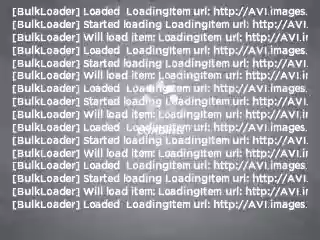 [BulkLoader] Loaded LoadingItem url: http://AVI.images.
[BulkLoader] Started loading LoadingItem url: http://AVI.
[BulkLoader] Will load item: LoadingItem url: http://AVI.ir
[BulkLoader] Loaded LoadingItem url: http://AVI.images.
[BulkLoader] Started loading LoadingItem url: http://AVI.
[BulkLoader] Will load item: LoadingItem url: http://AVI.ir
[BulkLoader] Loaded LoadingItem url: http://AVI.images.
[BulkLoader] Started loading LoadingItem url: http://AVI.
[BulkLoader] Will load item: LoadingItem url: http://AVI.ir
[BulkLoader] Loaded LoadingItem url: http://AVI.images.
[BulkLoader] Started loading LoadingItem url: http://AVI.
[BulkLoader] Will load item: LoadingItem url: http://AVI.ir
[BulkLoader] Loaded LoadingItem url: http://AVI.images.
[BulkLoader] Started loading LoadingItem url: http://AVI.
[BulkLoader] Will load item: LoadingItem url: http://AVI.ir
[BulkLoader] Loaded LoadingItem url: http://AVI.images.